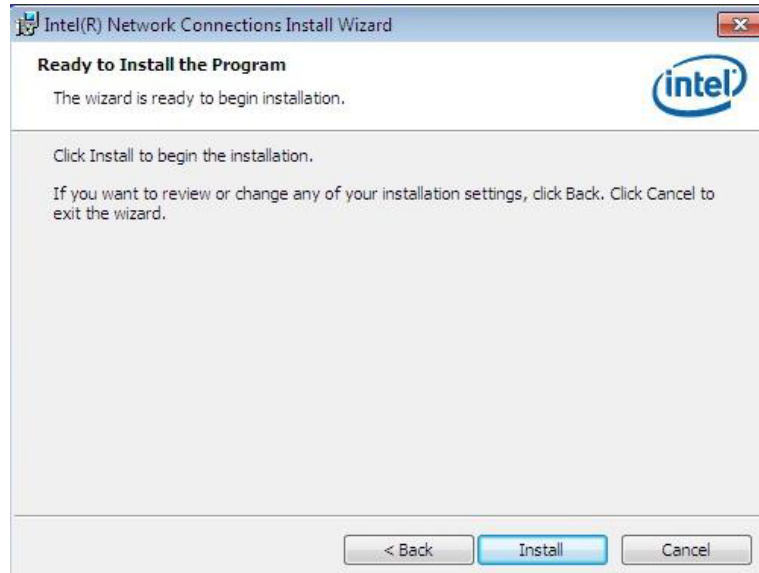 Intel(R) Network Connections Install Wizard
Ready to Install the Program
The wizard is ready to begin installation.
intel
Click Install to begin the installation.
If you want to review or change any of your installation settings, click Back. Click Cancel to
exit the wizard.
< Back Install Cancel